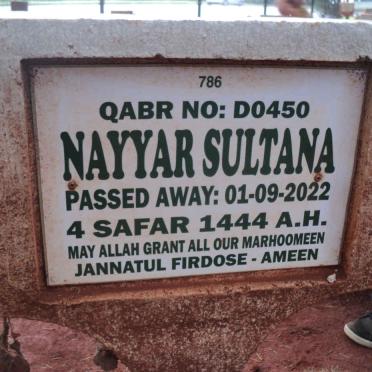 786
QABR NO: D0450
NAYYAR SULTANA
PASSED AWAY: 01-09-2022
4 SAFAR 1444 A.H.
MAY ALLAH GRANT ALL OUR MARHOOMEEN
JANNATUL FIRDOSE - AMEEN